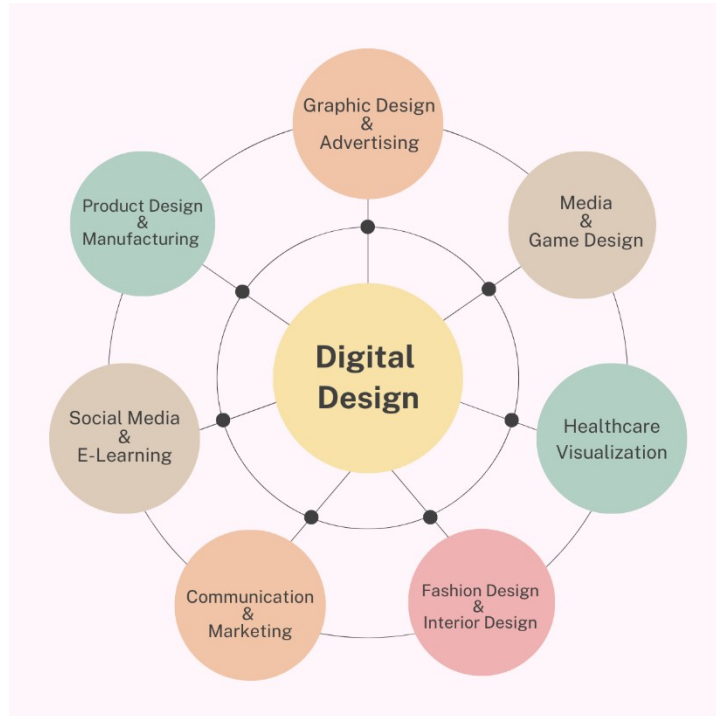 Graphic Design
&
Advertising
Media
&
Game Design
Healthcare
Visualization
Fashion Design
&
Interior Design
Communication
&
Marketing
Social Media
&
E-Learning
Product Design
&
Manufacturing
Digital
Design